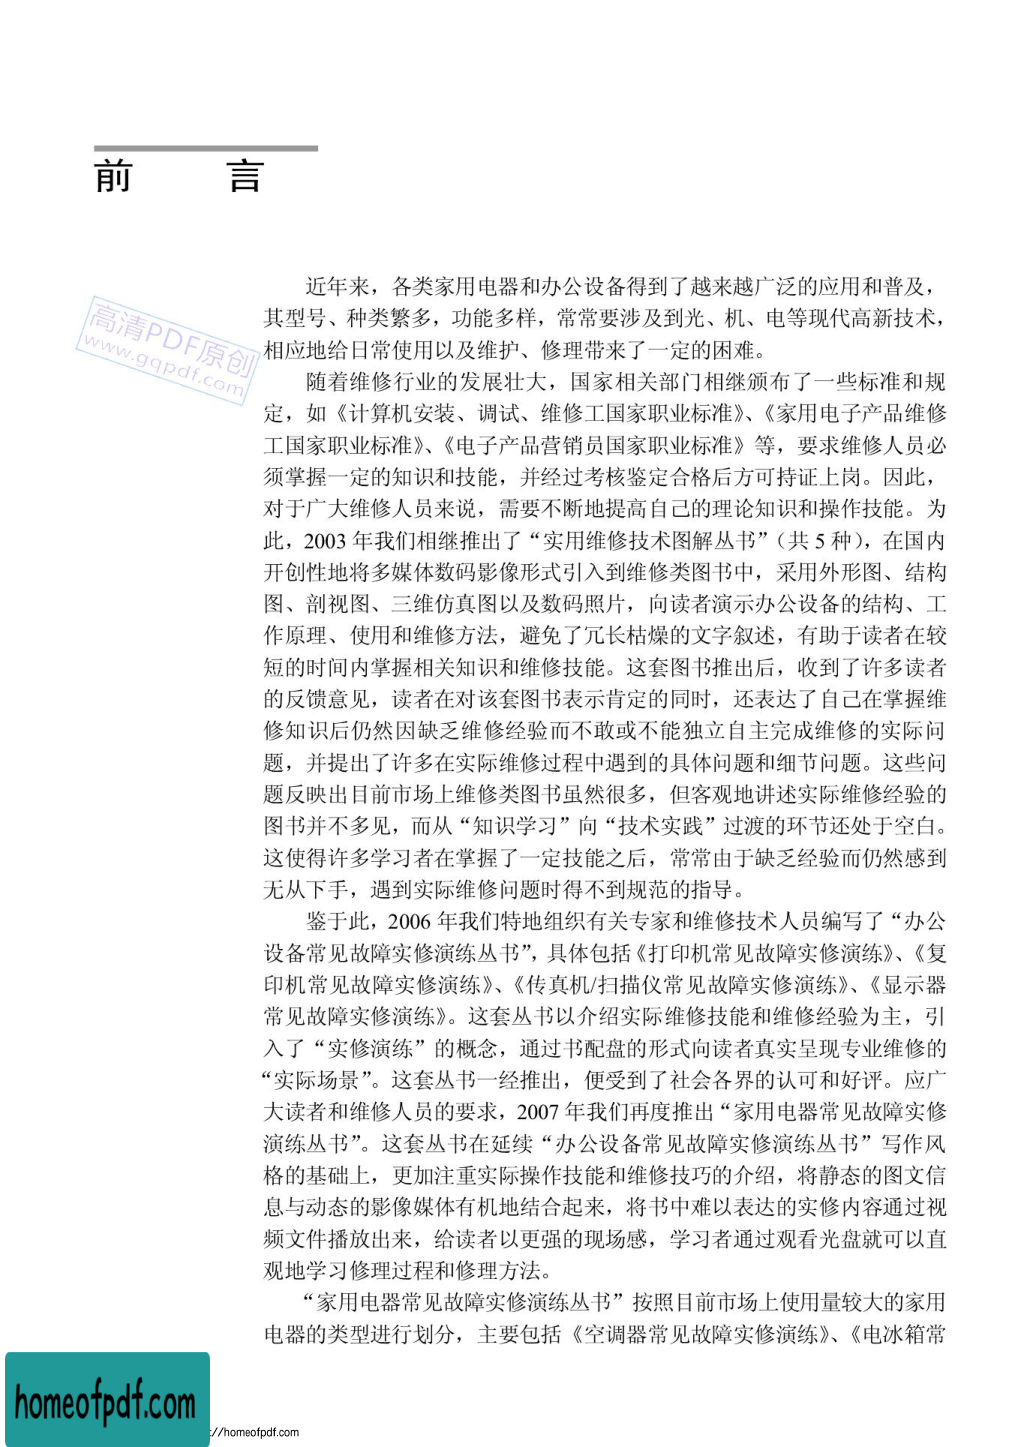 前言
近年来，各类家用电器和办公设备得到了越来越广泛的应用和普及，
其型号、种类繁多，功能多样，常常要涉及到光、机、电等现代高新技术，
相应地给日常使用以及维护、修理带来了一定的困难。
高清PDF原创
www.gqpdf.com
随着维修行业的发展壮大，国家相关部门相继颁布了一些标准和规
定，如《计算机安装、调试、维修工国家职业标准》、《家用电子产品维修
工国家职业标准》、《电子产品营销员国家职业标准》等，要求维修人员必
须掌握一定的知识和技能，并经过考核鉴定合格后方可持证上岗。因此，
对于广大维修人员来说，需要不断地提高自己的理论知识和操作技能。为
此，2003 年我们相继推出了“实用维修技术图解丛书”（共 5 种），在国内
开创性地将多媒体数码影像形式引入到维修类图书中，采用外形图、结构
图、剖视图、三维仿真图以及数码照片，向读者演示办公设备的结构、工
作原理、使用和维修方法，避免了冗长枯燥的文字叙述，有助于读者在较
短的时间内掌握相关知识和维修技能。这套图书推出后，收到了许多读者
的反馈意见，读者在对该套图书表示肯定的同时，还表达了自己在掌握维
修知识后仍然因缺乏维修经验而不敢或不能独立自主完成维修的实际问
题，并提出了许多在实际维修过程中遇到的具体问题和细节问题。这些问
题反映出目前市场上维修类图书虽然很多，但客观地讲述实际维修经验的
图书并不多见，而从“知识学习”向“技术实践”过渡的环节还处于空白。
这使得许多学习者在掌握了一定技能之后，常常由于缺乏经验而仍然感到
无从下手，遇到实际维修问题时得不到规范的指导。
鉴于此，2006 年我们特地组织有关专家和维修技术人员编写了“办公
设备常见故障实修演练丛书”，具体包括《打印机常见故障实修演练》、《复
印机常见故障实修演练》、《传真机/扫描仪常见故障实修演练》、《显示器
常见故障实修演练》。这套丛书以介绍实际维修技能和维修经验为主，引
入了“实修演练”的概念，通过书配盘的形式向读者真实呈现专业维修的
“实际场景”。这套丛书一经推出，便受到了社会各界的认可和好评。应广
大读者和维修人员的要求，2007 年我们再度推出“家用电器常见故障实修
演练丛书”。这套丛书在延续“办公设备常见故障实修演练丛书”写作风
格的基础上，更加注重实际操作技能和维修技巧的介绍，将静态的图文信
息与动态的影像媒体有机地结合起来，将书中难以表达的实修内容通过视
频文件播放出来，给读者以更强的现场感，学习者通过观看光盘就可以直
观地学习修理过程和修理方法。
“家用电器常见故障实修演练丛书”按照目前市场上使用量较大的家用
电器的类型进行划分，主要包括《空调器常见故障实修演练》、《电冰箱常
homeofpdf.com
://homeofpdf.com